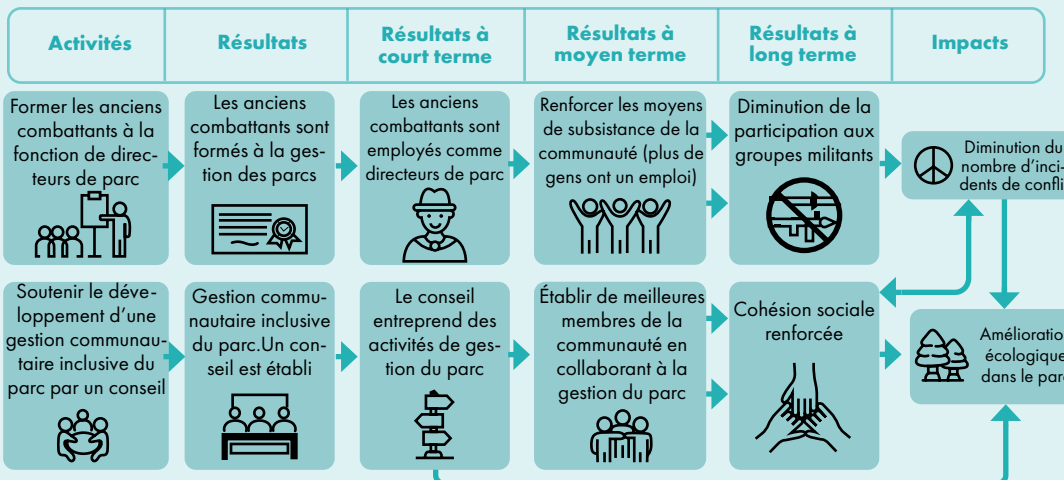 Activités
Résultats
Résultats à
court terme
Résultats à
moyen terme
Résultats à
long terme
Impacts
Former les anciens
combattants à la
fonction de direc-
teurs de parc
Les anciens
combattants sont
formés à la ges-
tion des parcs
Les anciens
combattants sont
employés comme
directeurs de parc
Renforcer les moyens
de subsistance de la
communauté (plus de
gens ont un emploi)
Diminution de la
participation aux
groupes militants
Diminution du
nombre d’inci-
dents de confli
Soutenir le déve-
loppement d’une
gestion communau-
taire inclusive du
parc par un conseil
Gestion commu-
nautaire inclusive
du parc.Un con-
seil est établi
Le conseil
entreprend des
activités de ges-
tion du parc
Établir de meilleures
membres de la
communauté en
collaborant à la
gestion du parc
Cohésion sociale
renforcée
Amélioratio
écologique
dans le parc